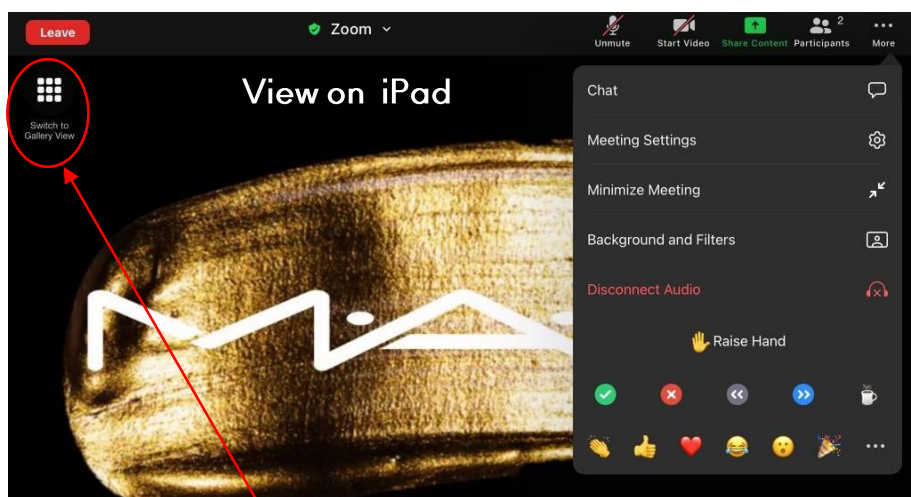 Leave
Zoom
Unmute
Start Video
Share Content
2
Participants
More
Switch to
Gallery View
View on iPad
Chat
Meeting Settings
Minimize Meeting
Background and Filters
Disconnect Audio
Raise Hand